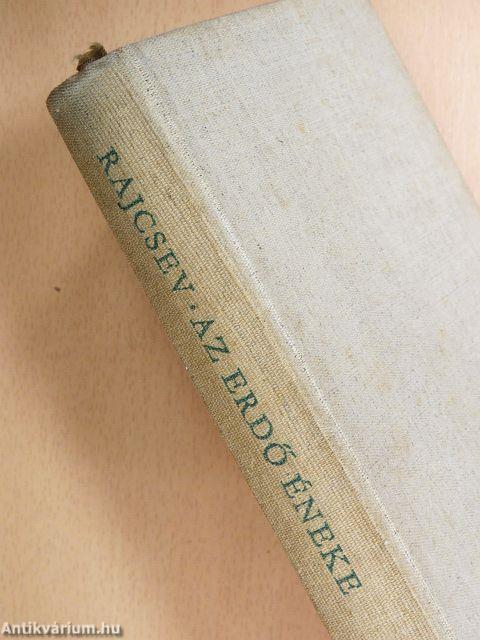 RAJCSEV · AZ ERDŐ ÉNEKE
Antikvárium.hu